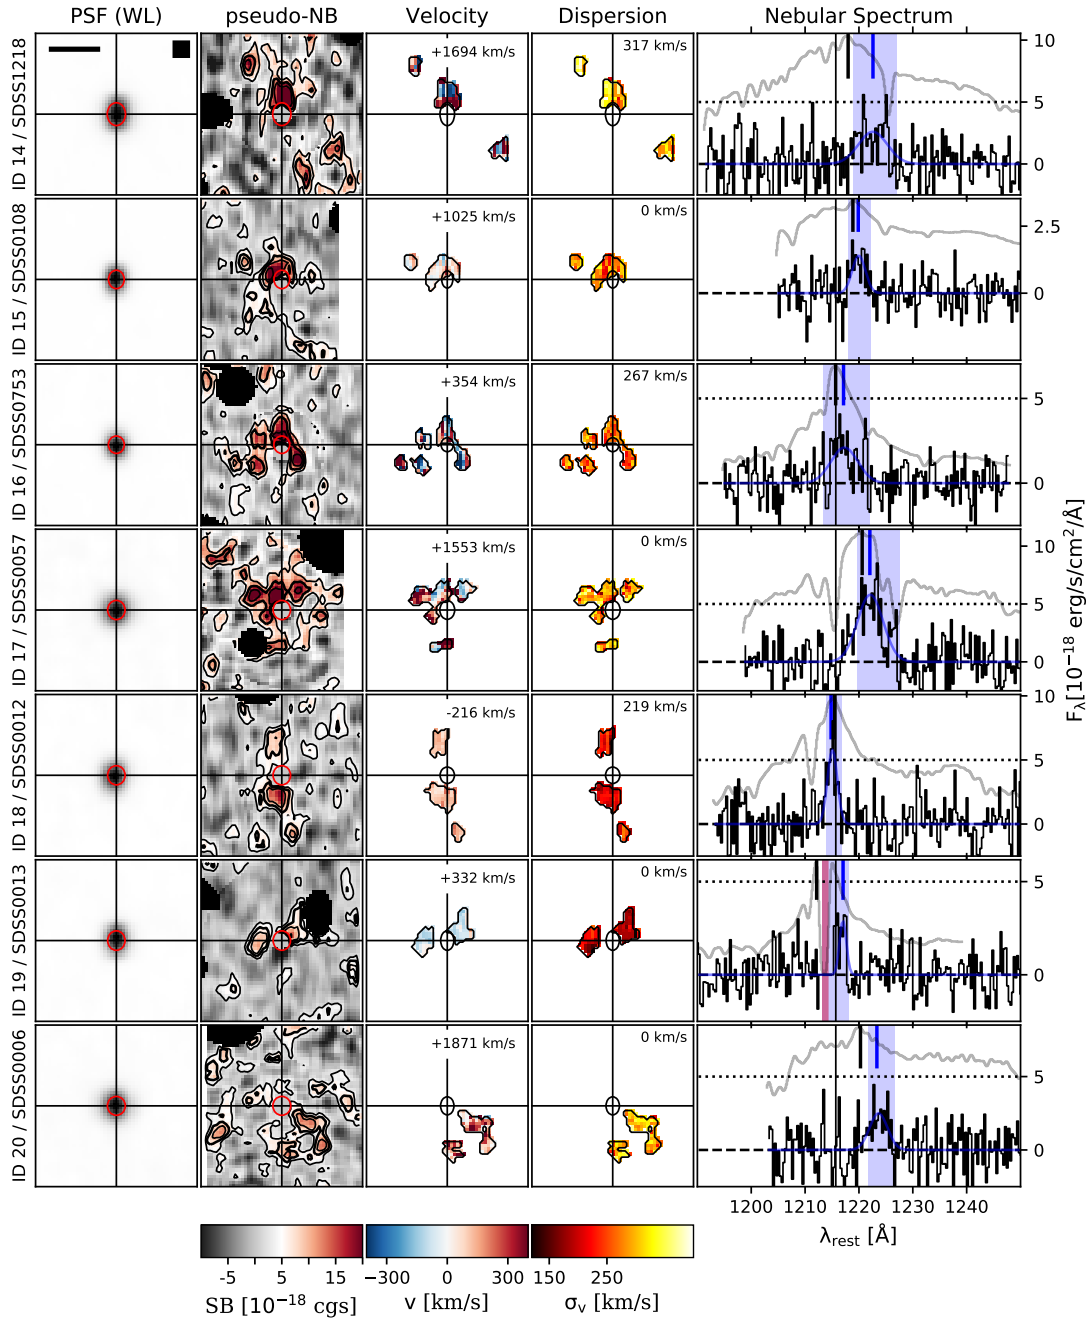 PSF (WL) pseudo-NB Velocity Dispersion Nebular Spectrum
ID 14 / SDSS1218
+1694 km/s
317 km/s
10
5
0
ID 15 / SDSS0108
+1025 km/s
0 km/s
2.5
0
ID 16 / SDSS0753
+354 km/s
267 km/s
5
0
ID 17 / SDSS0057
+1553 km/s
0 km/s
10
5
0
ID 18 / SDSS0012
-216 km/s
219 km/s
10
5
0
ID 19 / SDSS0013
+332 km/s
0 km/s
5
0
ID 20 / SDSS0006
+1871 km/s
0 km/s
5
0
Fλ[10⁻¹⁸ erg/s/cm²/Å]
1200 1210 1220 1230 1240
λrest [Å]
-5 5 15
SB [10⁻¹⁸ cgs]
−300 0 300
v [km/s]
150 250
σv [km/s]